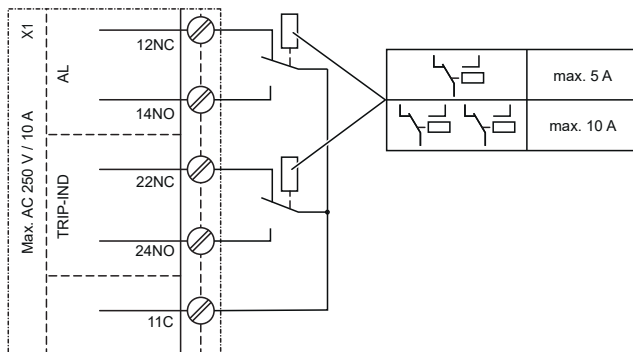 X1
Max. AC 250 V / 10 A
AL
TRIP-IND
12NC
14NO
22NC
24NO
11C
max. 5 A
max. 10 A